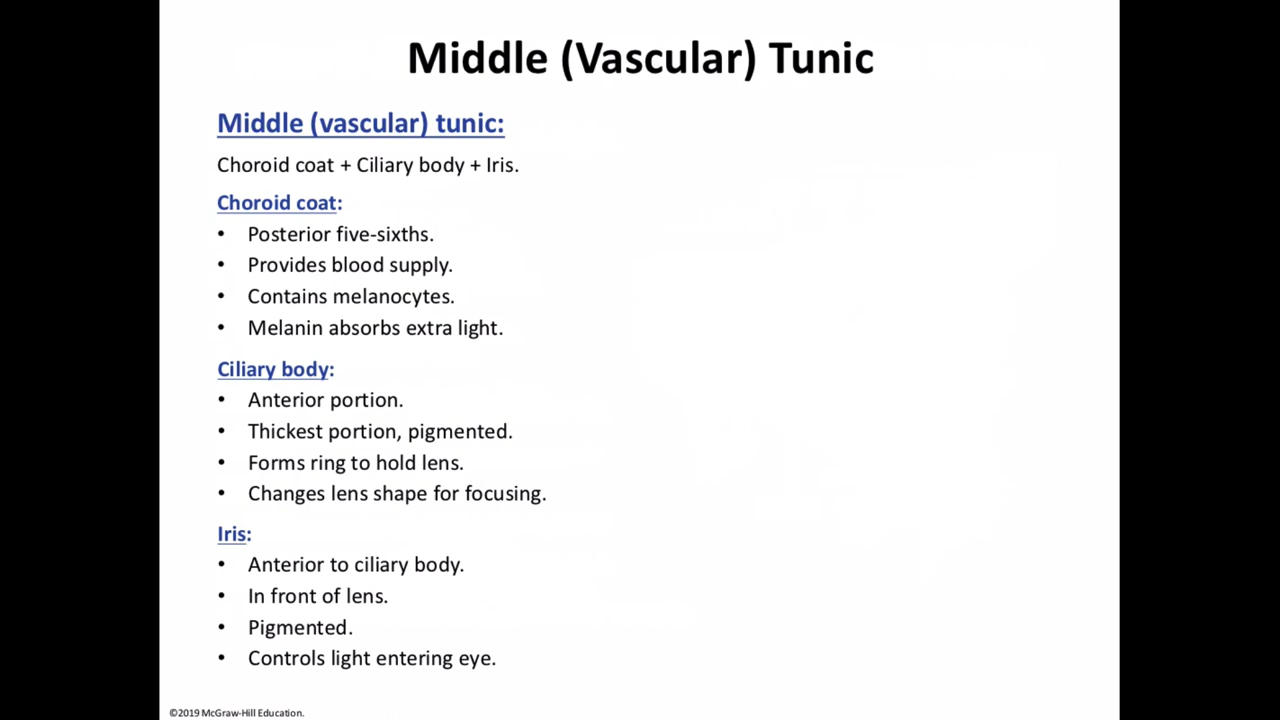 Middle (Vascular) Tunic
Middle (vascular) tunic:
Choroid coat + Ciliary body + Iris.
Choroid coat:
• Posterior five-sixths.
• Provides blood supply.
• Contains melanocytes.
• Melanin absorbs extra light.
Ciliary body:
• Anterior portion.
• Thickest portion, pigmented.
• Forms ring to hold lens.
• Changes lens shape for focusing.
Iris:
• Anterior to ciliary body.
• In front of lens.
• Pigmented.
• Controls light entering eye.
©2019 McGraw-Hill Education.